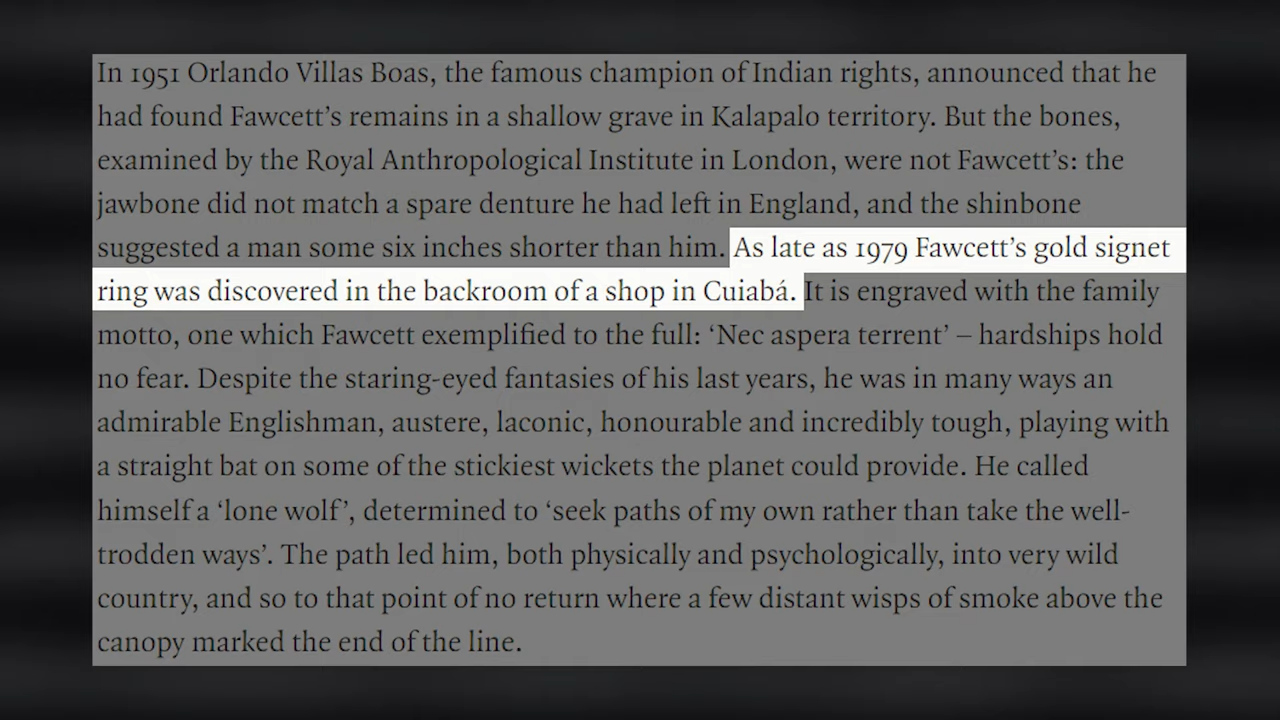 In 1951 Orlando Villas Boas, the famous champion of Indian rights, announced that he
had found Fawcett’s remains in a shallow grave in Kalapalo territory. But the bones,
examined by the Royal Anthropological Institute in London, were not Fawcett’s: the
jawbone did not match a spare denture he had left in England, and the shinbone
suggested a man some six inches shorter than him. As late as 1979 Fawcett’s gold signet
ring was discovered in the backroom of a shop in Cuiabá. It is engraved with the family
motto, one which Fawcett exemplified to the full: ‘Nec aspera terrent’ – hardships hold
no fear. Despite the staring-eyed fantasies of his last years, he was in many ways an
admirable Englishman, austere, laconic, honourable and incredibly tough, playing with
a straight bat on some of the stickiest wickets the planet could provide. He called
himself a ‘lone wolf’, determined to ‘seek paths of my own rather than take the well-
trodden ways’. The path led him, both physically and psychologically, into very wild
country, and so to that point of no return where a few distant wisps of smoke above the
canopy marked the end of the line.